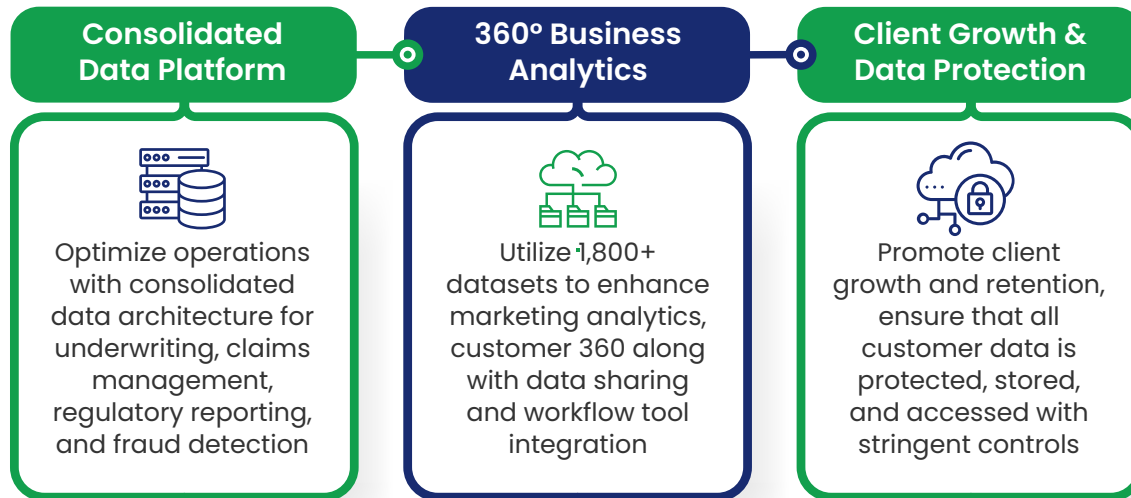 Consolidated
Data Platform
Optimize operations
with consolidated
data architecture for
underwriting, claims
management,
regulatory reporting,
and fraud detection
360° Business
Analytics
Utilize 1,800+
datasets to enhance
marketing analytics,
customer 360 along
with data sharing
and workflow tool
integration
Client Growth &
Data Protection
Promote client
growth and retention,
ensure that all
customer data is
protected, stored,
and accessed with
stringent controls